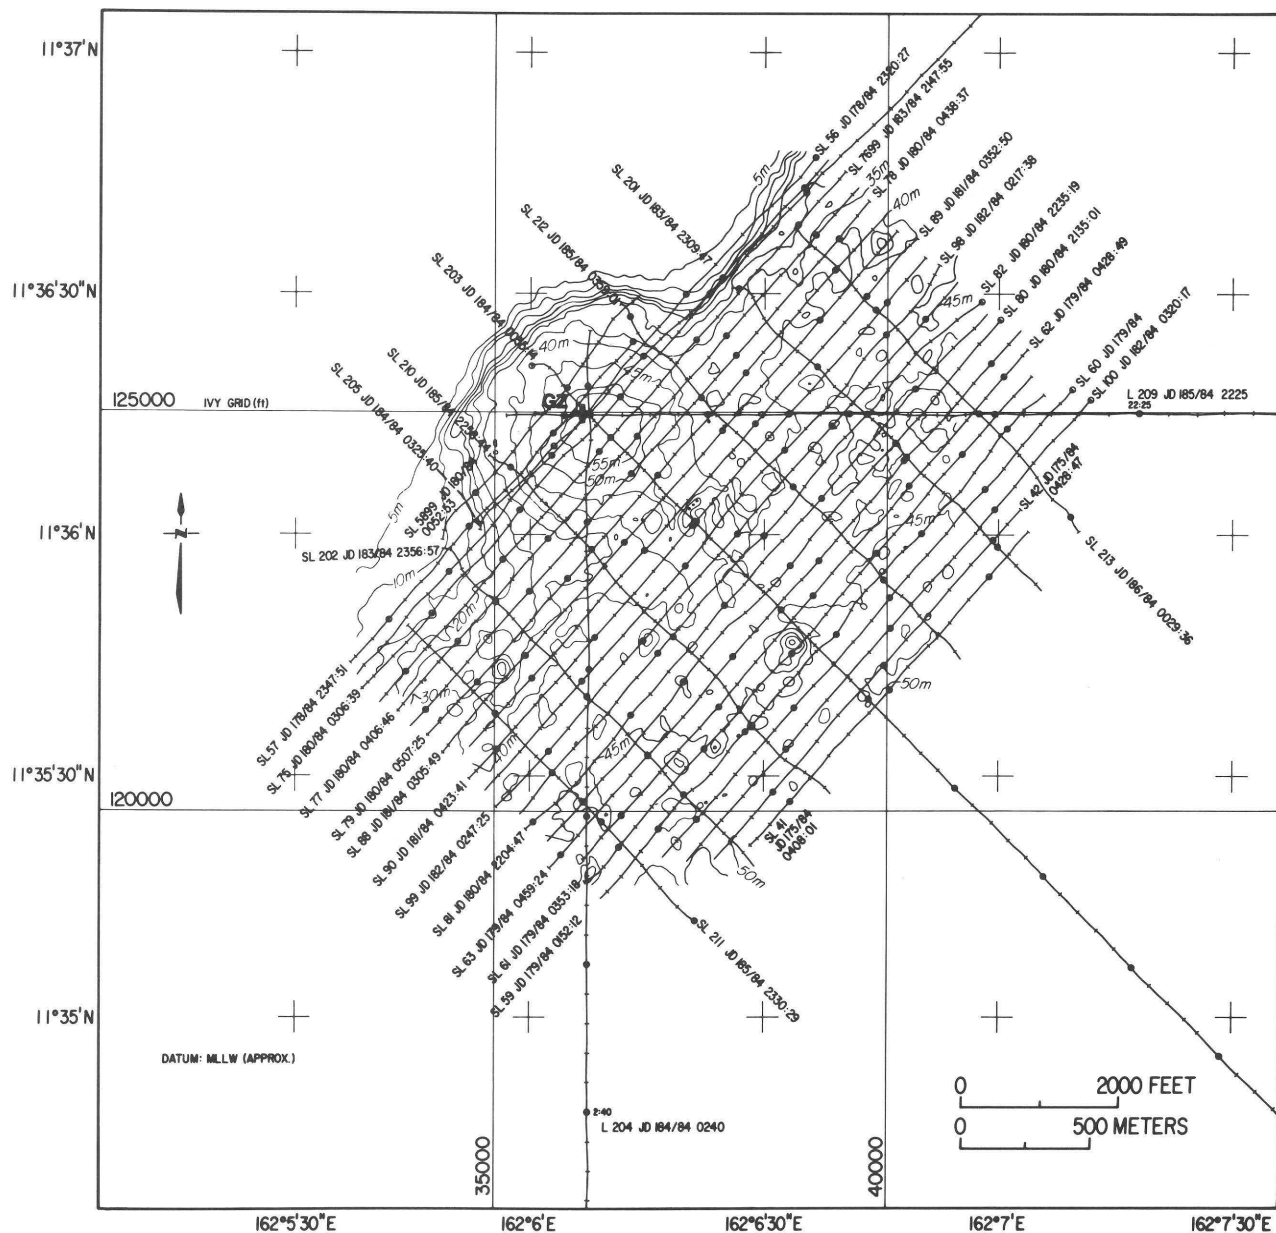 11°37'N
SL 56 JD 178/84 2320:27
SL 7699 JD 183/84 2147:55
SL 78 JD 180/84 0438:37
5m
35m
40m
SL 89 JD 181/84 0352:50
SL 98 JD 182/84 0217:38
SL 82 JD 180/84 2235:19
SL 80 JD 180/84 2135:01
SL 62 JD 179/84 0428:49
SL 60 JD 179/84
SL 100 JD 182/84 0320:17
SL 201 JD 183/84 2309:47
SL 212 JD 185/84
SL 203 JD 184/84
SL 210 JD 185/84
SL 205 JD 184/84 0325:40
11°36'30"N
45m
40m
45m
GZ
125000
IVY GRID (ft)
L 209 JD 185/84 2225
22:25
55m
50m
SL 5899 JD 180/84
0052:53
SL 42 JD 175/84
0428:47
45m
5m
11°36'N
SL 202 JD 183/84 2356:57
SL 213 JD 186/84 0029:36
10m
N
20m
30m
50m
SL 57 JD 178/84 2347:51
SL 75 JD 180/84 0306:39
SL 77 JD 180/84 0406:46
SL 79 JD 180/84 0507:25
SL 88 JD 181/84 0305:49
SL 90 JD 181/84 0423:41
SL 99 JD 182/84 0247:25
SL 81 JD 180/84 2204:47
SL 63 JD 179/84 0459:24
SL 61 JD 179/84 0353:18
SL 59 JD 179/84 0152:12
40m
45m
11°35'30"N
120000
SL 41
JD 175/84
0408:01
50m
SL 211 JD 185/84 2330:29
11°35'N
DATUM: MLLW (APPROX.)
0 2000 FEET
0 500 METERS
2:40
L 204 JD 184/84 0240
35000
40000
162°5'30"E
162°6'E
162°6'30"E
162°7'E
162°7'30"E